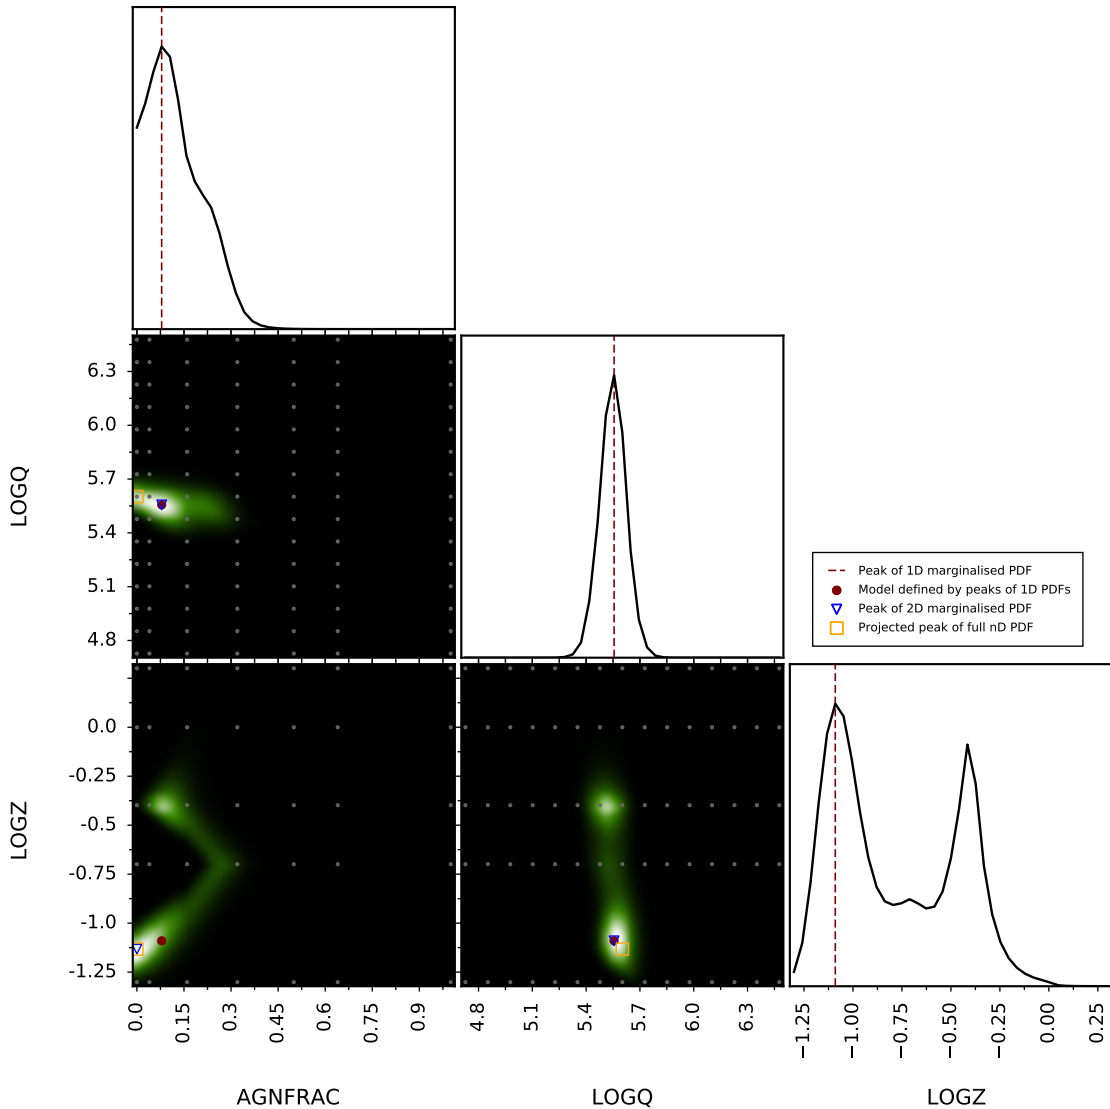 6.3
6.0
5.7
5.4
5.1
4.8
LOGQ
Peak of 1D marginalised PDF
Model defined by peaks of 1D PDFs
Peak of 2D marginalised PDF
Projected peak of full nD PDF
0.0
-0.25
-0.5
-0.75
-1.0
-1.25
LOGZ
0.0 0.15 0.3 0.45 0.6 0.75 0.9
4.8 5.1 5.4 5.7 6.0 6.3
−1.25 −1.00 −0.75 −0.50 −0.25 0.00 0.25
AGNFRAC LOGQ LOGZ